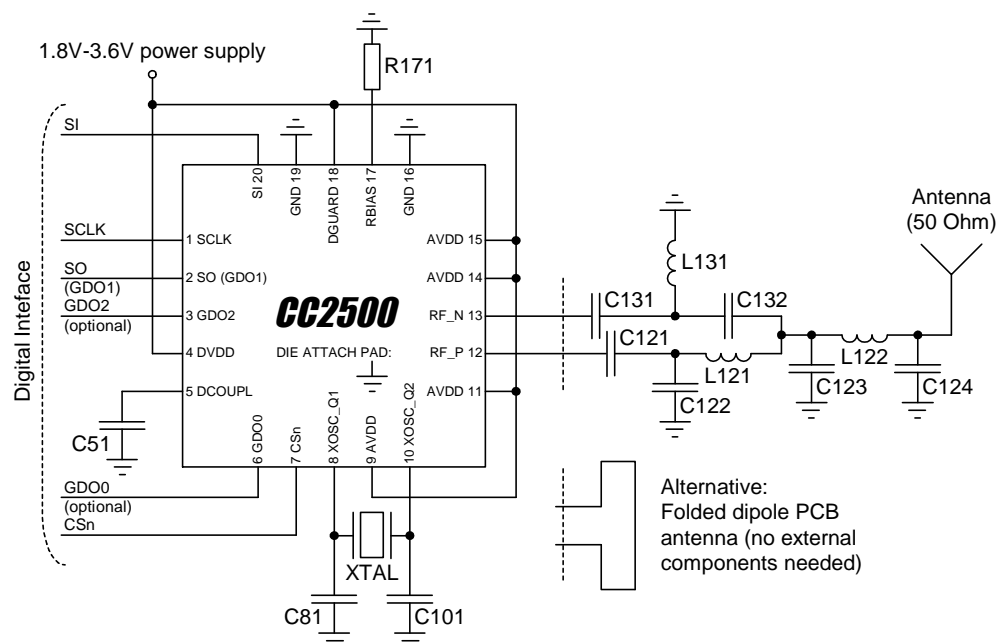 1.8V-3.6V power supply
R171
Antenna
(50 Ohm)
Digital Inteface
SI
SCLK
SO
(GDO1)
GDO2
(optional)
GDO0
(optional)
CSn
SI 20
GND 19
DGUARD 18
RBIAS 17
GND 16
1 SCLK
2 SO (GDO1)
3 GDO2
4 DVDD
5 DCOUPL
AVDD 15
AVDD 14
RF_N 13
RF_P 12
AVDD 11
CC2500
DIE ATTACH PAD:
6 GDO0
7 CSn
8 XOSC_Q1
9 AVDD
10 XOSC_Q2
C51
XTAL
C81
C101
L131
C131
C132
C121
L121
C122
L122
C123
C124
Alternative:
Folded dipole PCB
antenna (no external
components needed)